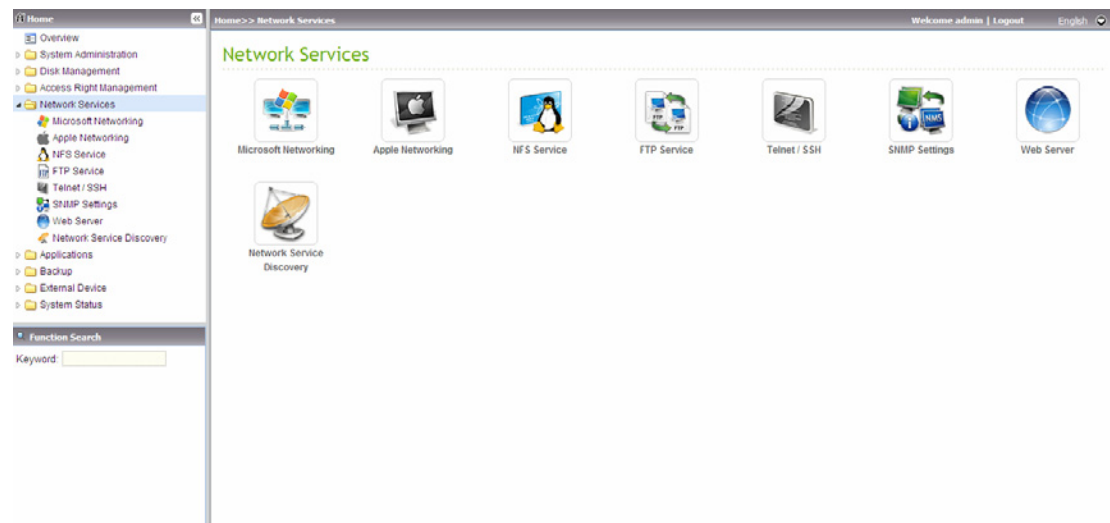 Home
Home>> Network Services
Welcome admin | Logout
English
Overview
System Administration
Disk Management
Access Right Management
Network Services
Microsoft Networking
Apple Networking
NFS Service
FTP Service
Telnet / SSH
SNMP Settings
Web Server
Network Service Discovery
Applications
Backup
External Device
System Status
Function Search
Keyword:
Network Services
FTP
FTP
NMS
Microsoft Networking
Apple Networking
NFS Service
FTP Service
Telnet / SSH
SNMP Settings
Web Server
Network Service
Discovery